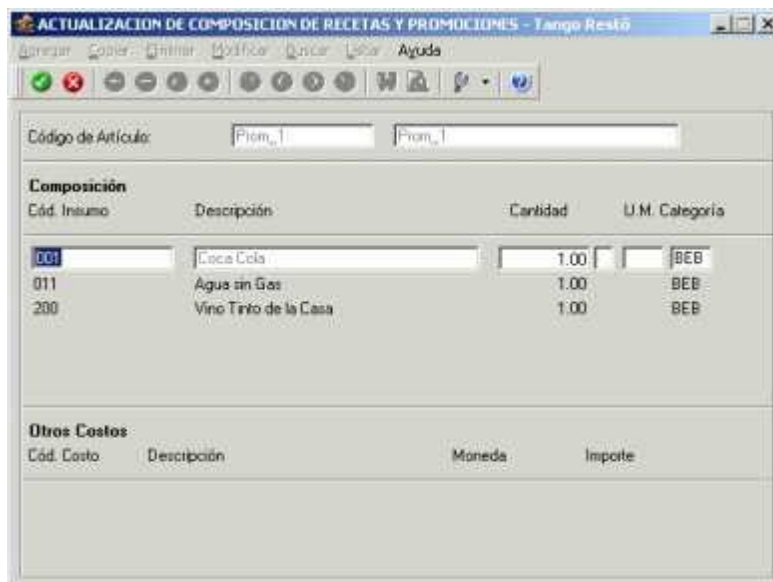 ACTUALIZACION DE COMPOSICION DE RECETAS Y PROMOCIONES - Tango Restô
Agregar Copiar Eliminar Modificar Buscar Listar Ayuda
Código de Artículo: Prom_1 Prom_1
Composición
Cód. Insumo Descripción Cantidad U.M. Categoría
001 Coca Cola 1.00 BEB
011 Agua sin Gas 1.00 BEB
200 Vino Tinto de la Casa 1.00 BEB
Otros Costos
Cód. Costo Descripción Moneda Importe